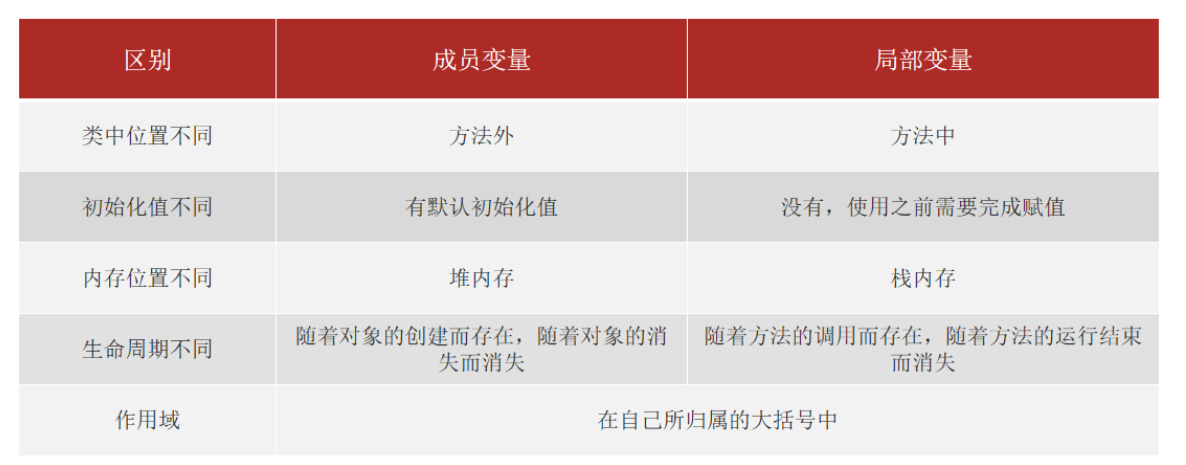 区别 成员变量 局部变量
类中位置不同 方法外 方法中
初始化值不同 有默认初始化值 没有，使用之前需要完成赋值
内存位置不同 堆内存 栈内存
生命周期不同 随着对象的创建而存在，随着对象的消 随着方法的调用而存在，随着方法的运行结束
失而消失 而消失
作用域 在自己所归属的大括号中